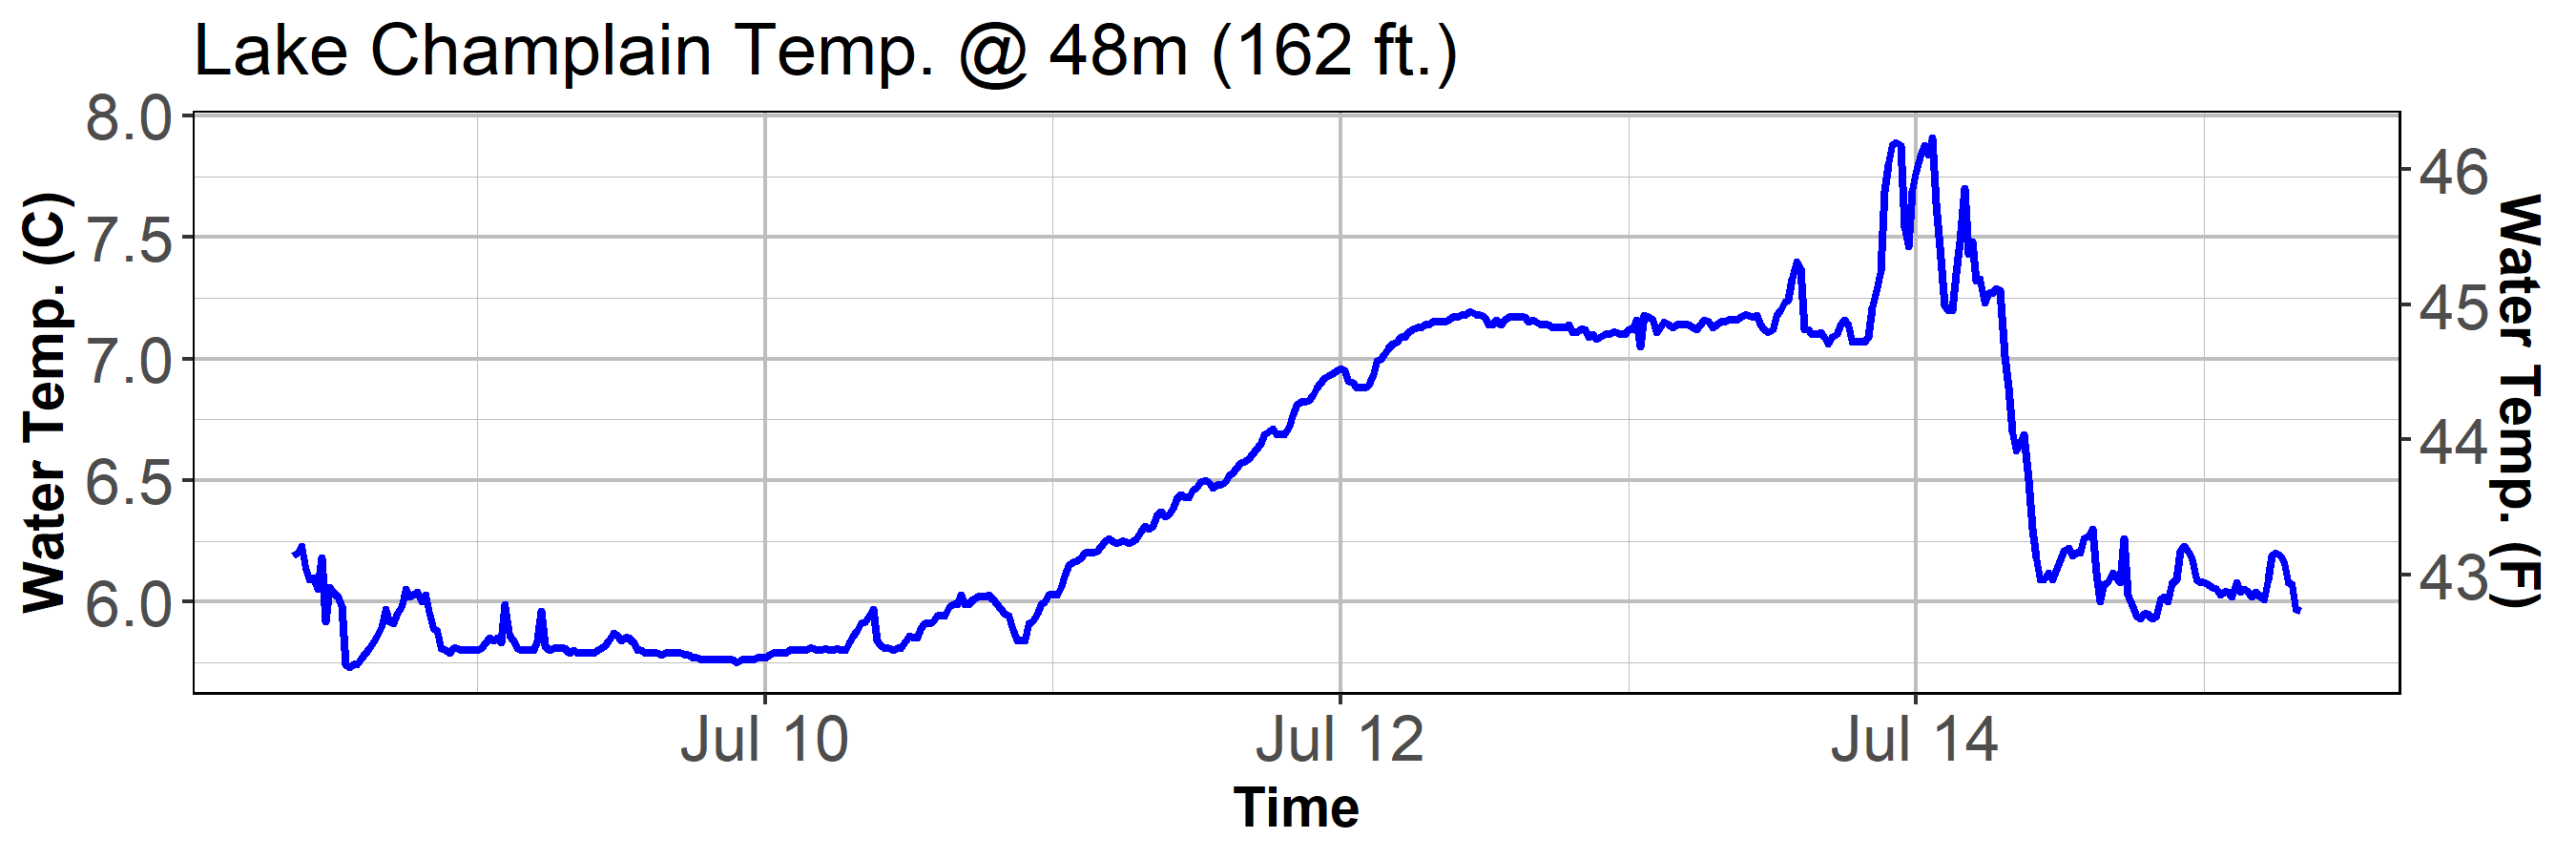 Lake Champlain Temp. @ 48m (162 ft.)
Water Temp. (C)
8.0
7.5
7.0
6.5
6.0
46
45
44
43
Water Temp. (F)
Jul 10
Jul 12
Jul 14
Time